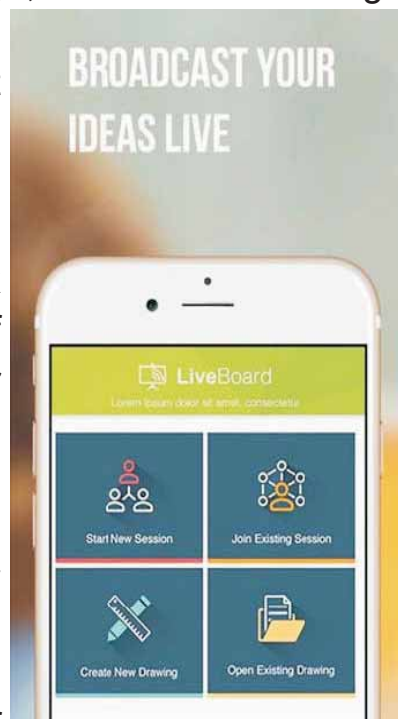 BROADCAST YOUR
IDEAS LIVE
LiveBoard
Lorem ipsum dolor sit amet, consectetur
Start New Session
Join Existing Session
Create New Drawing
Open Existing Drawing